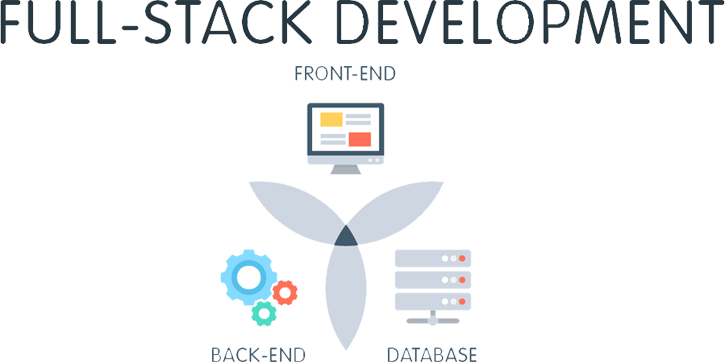 FULL-STACK DEVELOPMENT
FRONT-END
BACK-END
DATABASE